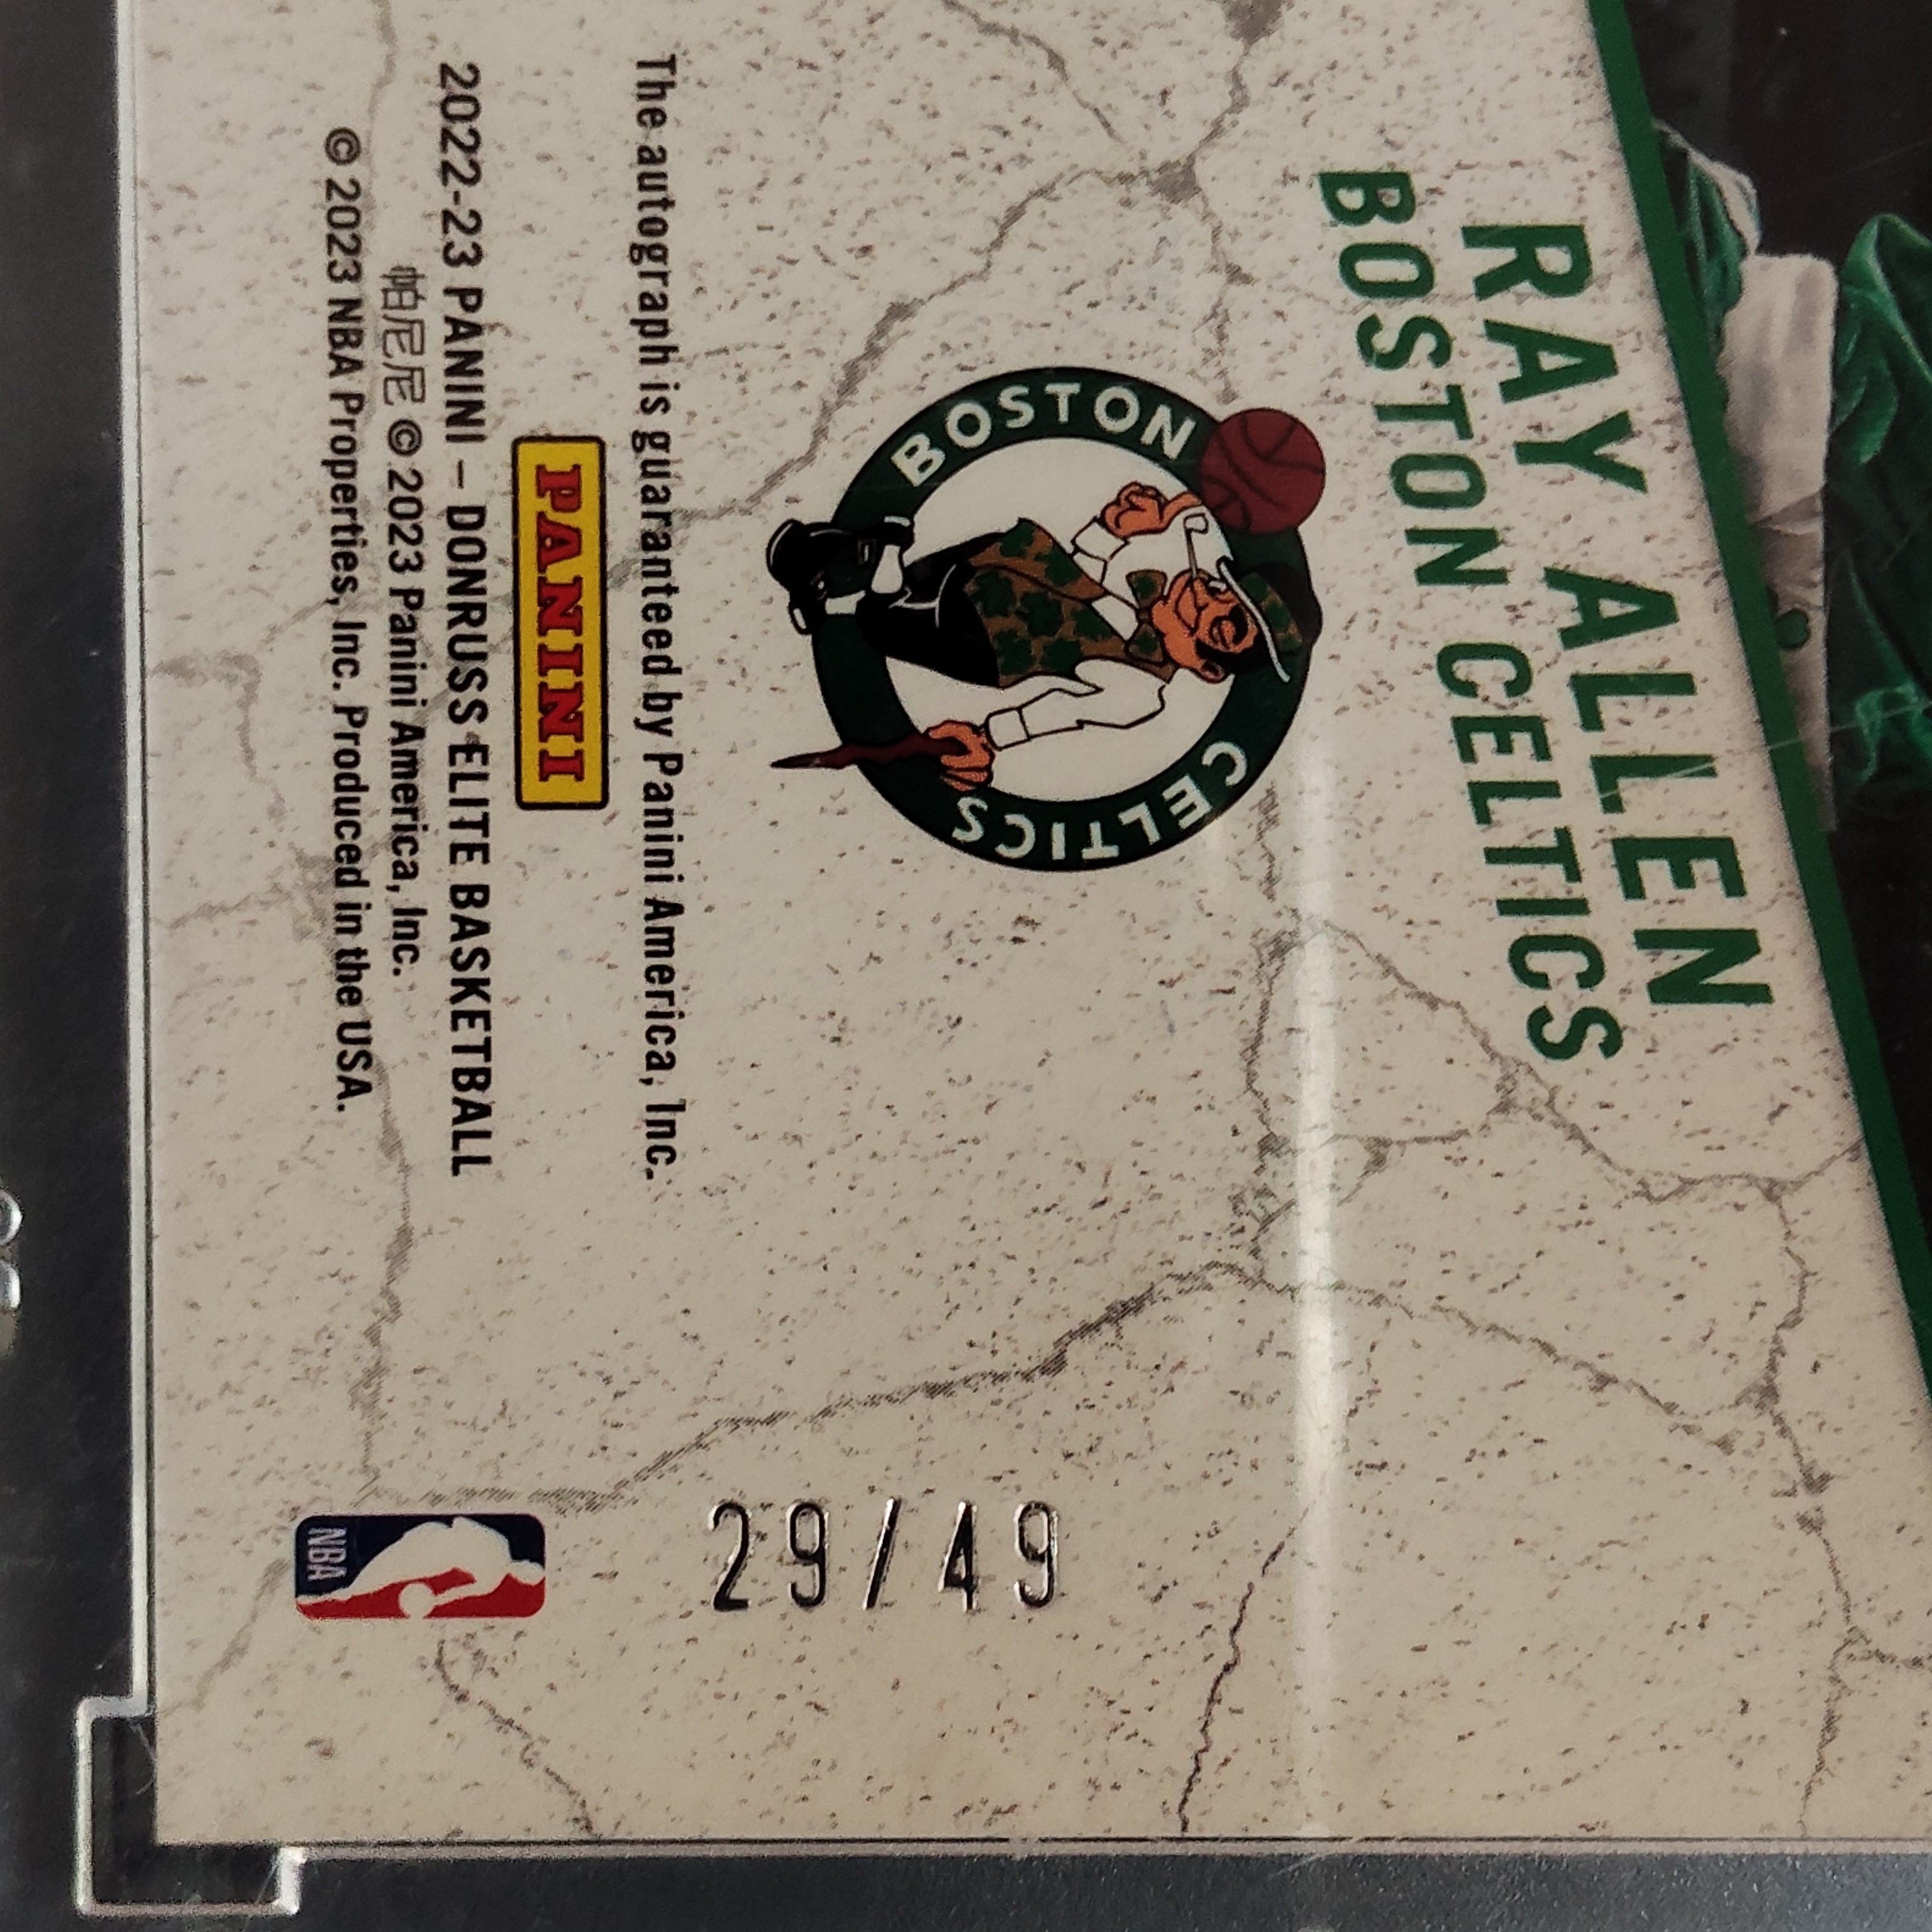 RAY ALLEN
BOSTON CELTICS
BOSTON
CELTICS
The autograph is guaranteed by Panini America, Inc.
PANINI
2022-23 PANINI – DONRUSS ELITE BASKETBALL
帕尼尼 © 2023 Panini America, Inc.
© 2023 NBA Properties, Inc. Produced in the USA.
29/49
NBA